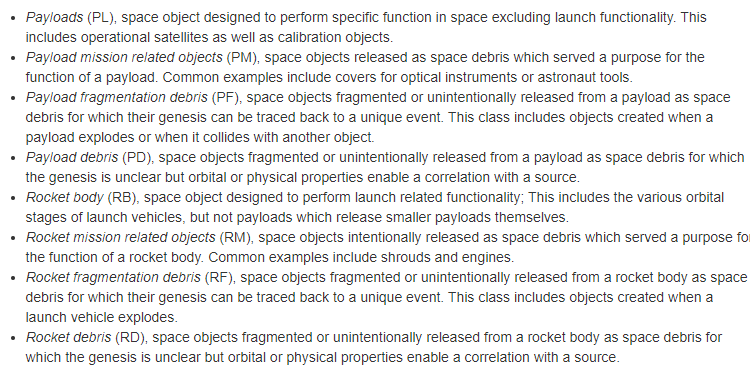 • Payloads (PL), space object designed to perform specific function in space excluding launch functionality. This
includes operational satellites as well as calibration objects.
• Payload mission related objects (PM), space objects released as space debris which served a purpose for the
function of a payload. Common examples include covers for optical instruments or astronaut tools.
• Payload fragmentation debris (PF), space objects fragmented or unintentionally released from a payload as space
debris for which their genesis can be traced back to a unique event. This class includes objects created when a
payload explodes or when it collides with another object.
• Payload debris (PD), space objects fragmented or unintentionally released from a payload as space debris for which
the genesis is unclear but orbital or physical properties enable a correlation with a source.
• Rocket body (RB), space object designed to perform launch related functionality; This includes the various orbital
stages of launch vehicles, but not payloads which release smaller payloads themselves.
• Rocket mission related objects (RM), space objects intentionally released as space debris which served a purpose fo
the function of a rocket body. Common examples include shrouds and engines.
• Rocket fragmentation debris (RF), space objects fragmented or unintentionally released from a rocket body as space
debris for which their genesis can be traced back to a unique event. This class includes objects created when a
launch vehicle explodes.
• Rocket debris (RD), space objects fragmented or unintentionally released from a rocket body as space debris for
which the genesis is unclear but orbital or physical properties enable a correlation with a source.